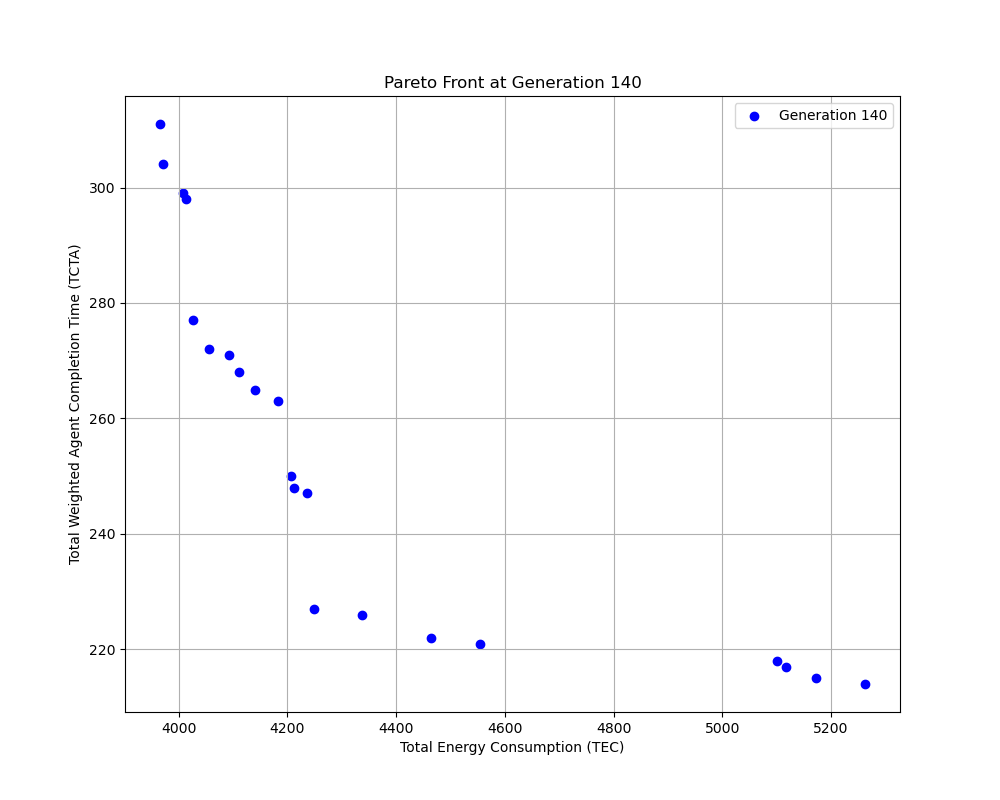 Pareto Front at Generation 140
Generation 140
Total Weighted Agent Completion Time (TCTA)
300
280
260
240
220
4000 4200 4400 4600 4800 5000 5200
Total Energy Consumption (TEC)